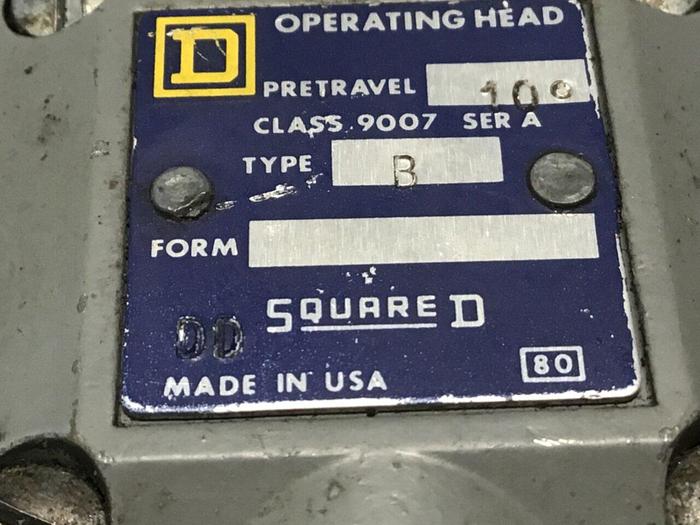 D OPERATING HEAD
PRETRAVEL 10°
CLASS 9007 SER A
TYPE B
FORM
SQUARE D
DD
MADE IN USA
80